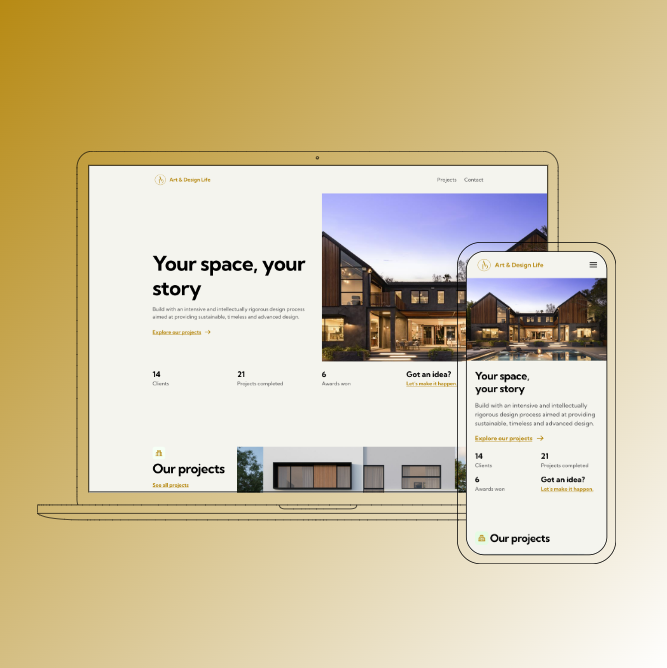 Art & Design Life
Projects Contact
Your space, your
story
Build with an intensive and intellectually rigorous design process
aimed at providing sustainable, timeless and advanced design.
Explore our projects
14
Clients
21
Projects completed
6
Awards won
Got an idea?
Let's make it happen.
Our projects
See all projects
Art & Design Life
Your space,
your story
Build with an intensive and intellectually
rigorous design process aimed at providing
sustainable, timeless and advanced design.
Explore our projects
14
Clients
21
Projects completed
6
Awards won
Got an idea?
Let's make it happen.
Our projects